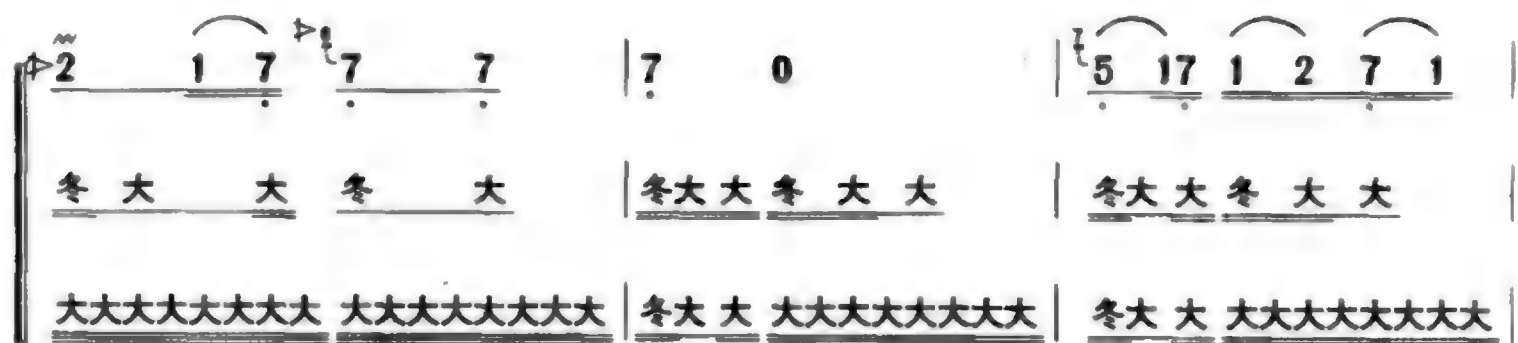 2 1 7 7 7 | 7 0 | 5 17 1 2 7 1 |
冬 大 大 冬 大 | 冬大 大 冬 大 大 | 冬大 大 冬 大 大 |
大大大大大大大大 大大大大大大大大 | 冬大 大 大大大大大大大大 | 冬大 大 大大大大大大大大 |